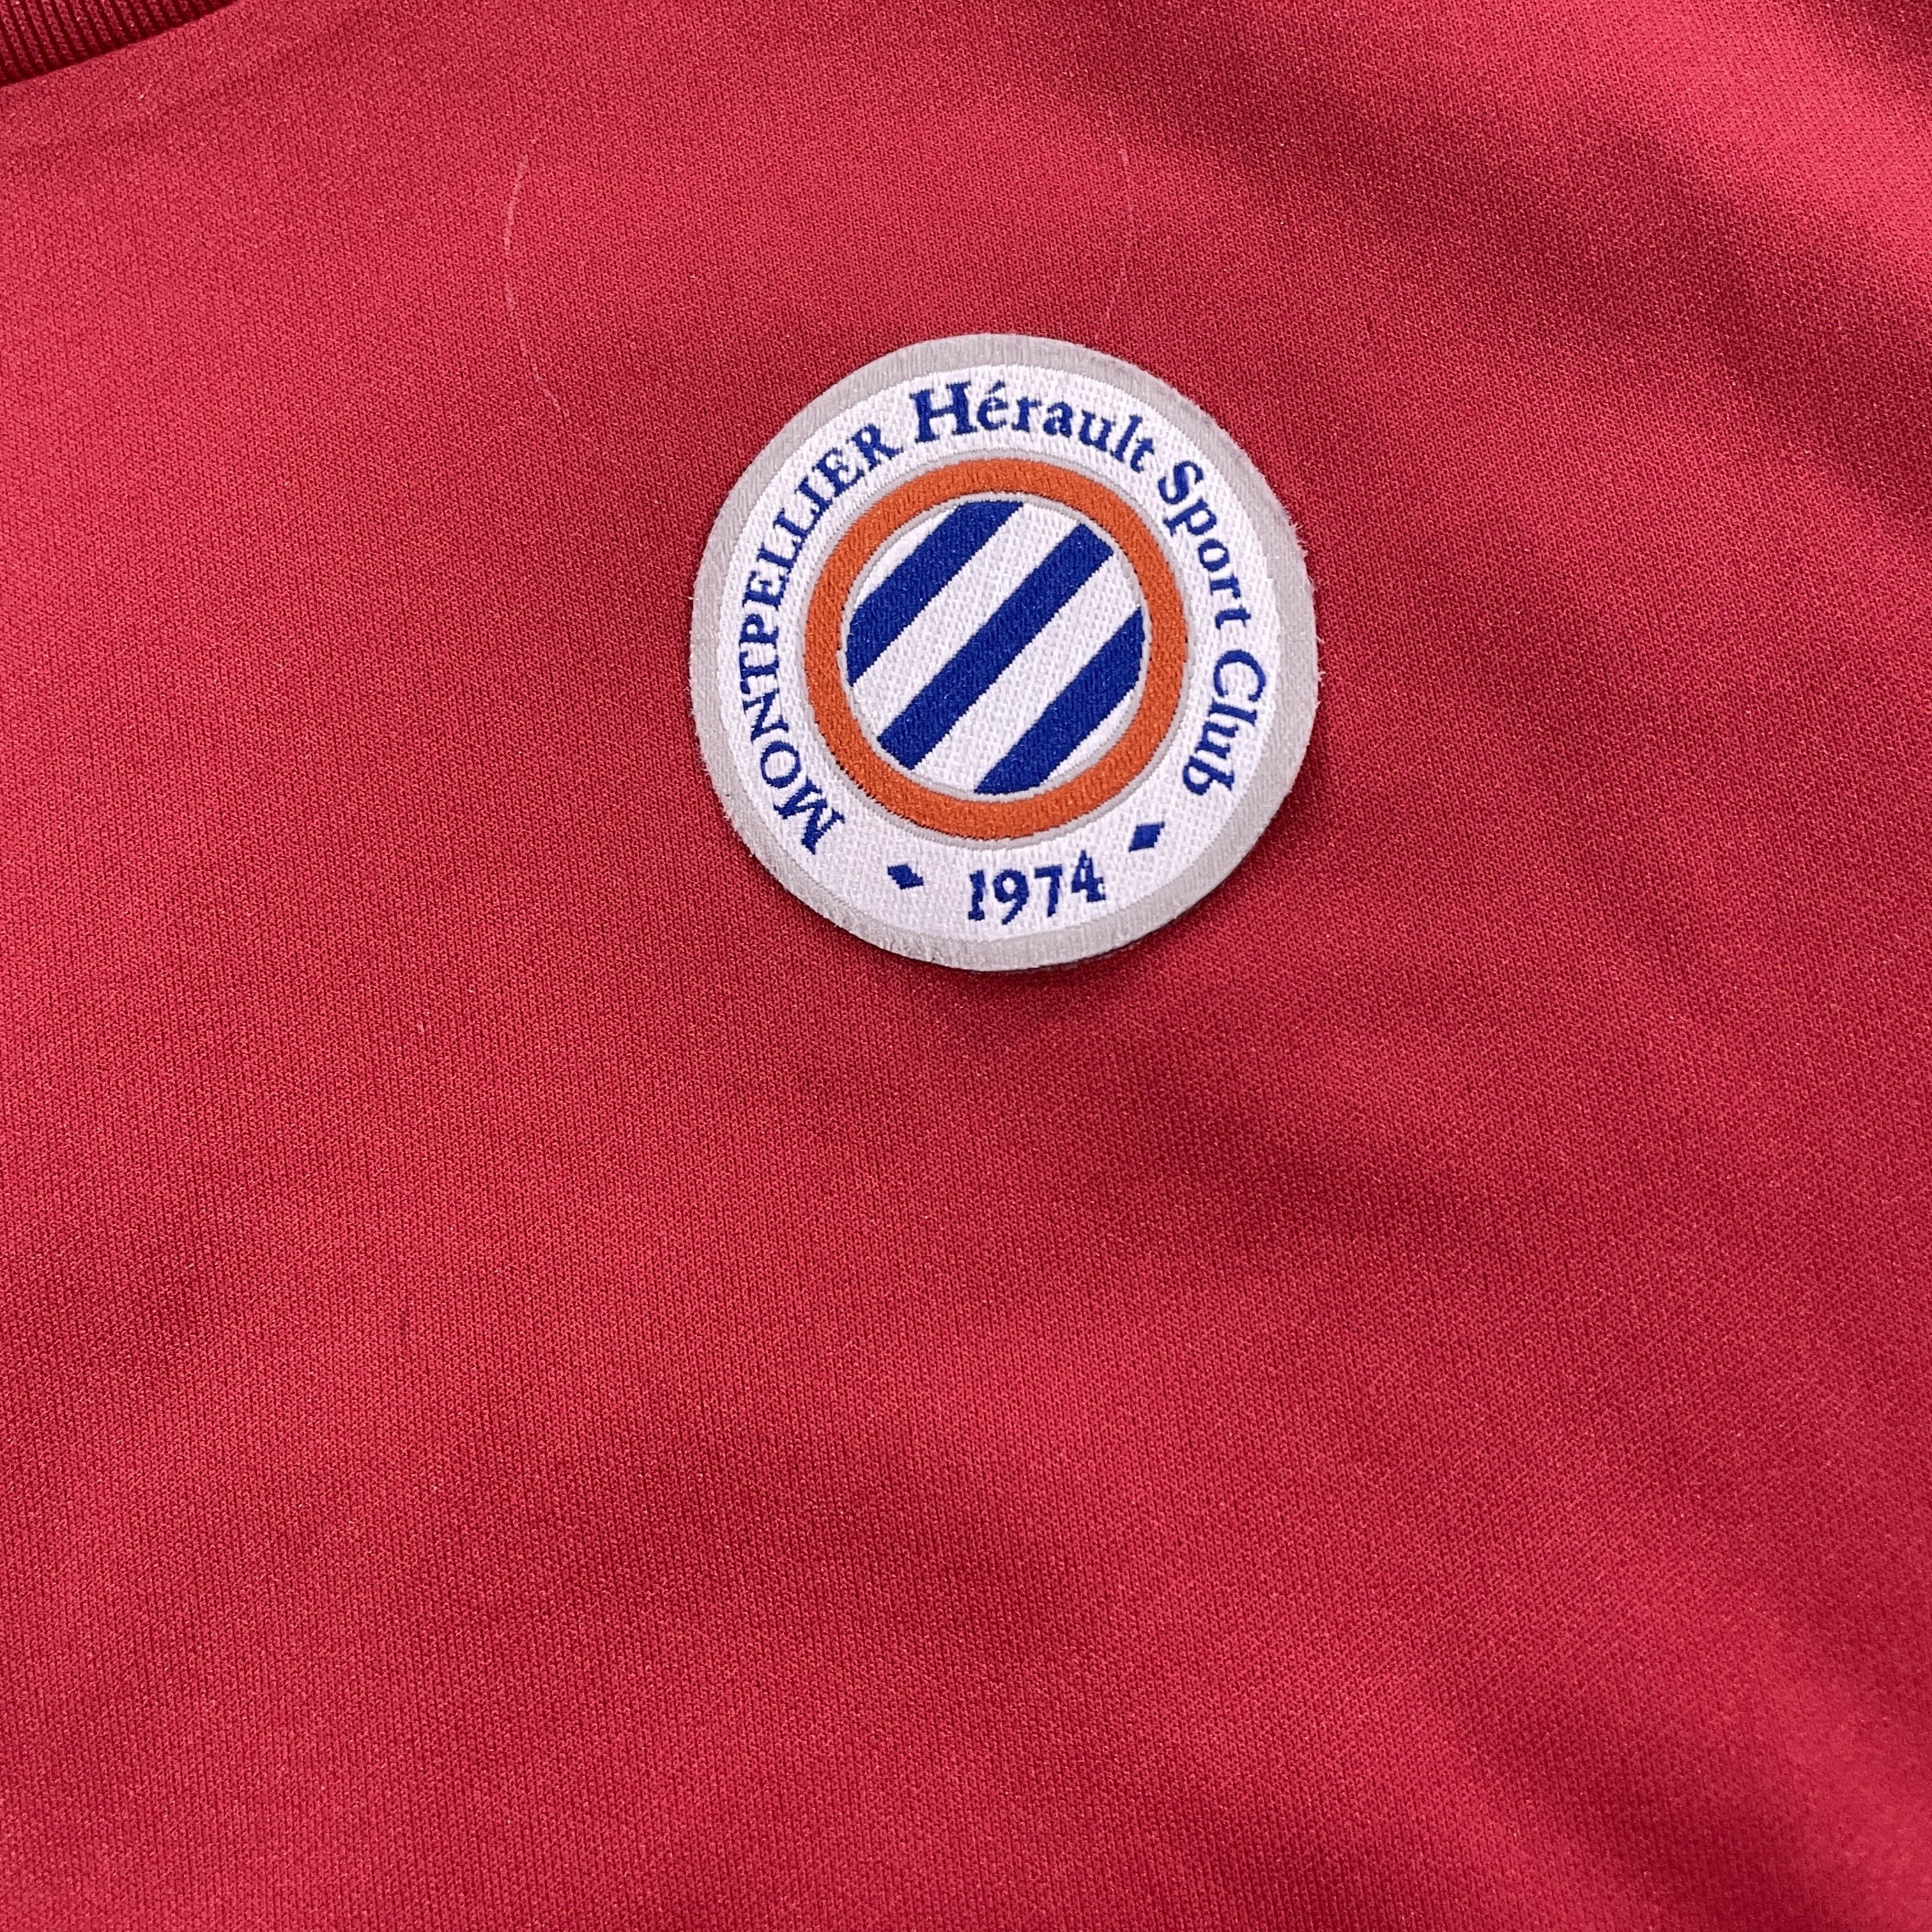 MONTPELLIER Hérault Sport Club
1974